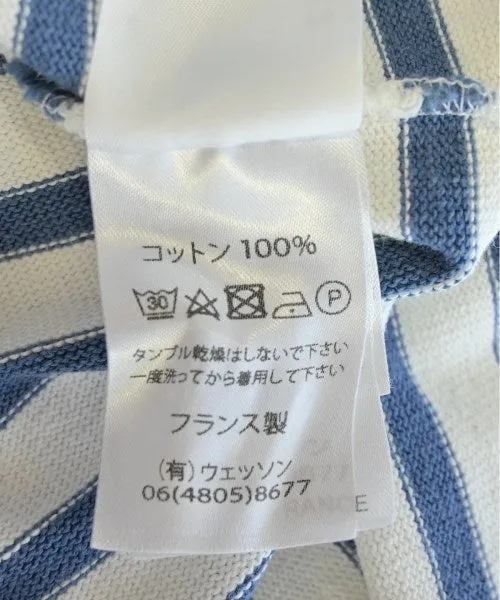 コットン 100%
30 P
タンブル乾燥はしないで下さい
一度洗ってから着用して下さい
フランス製
(有)ウェッソン
06(4805)8677